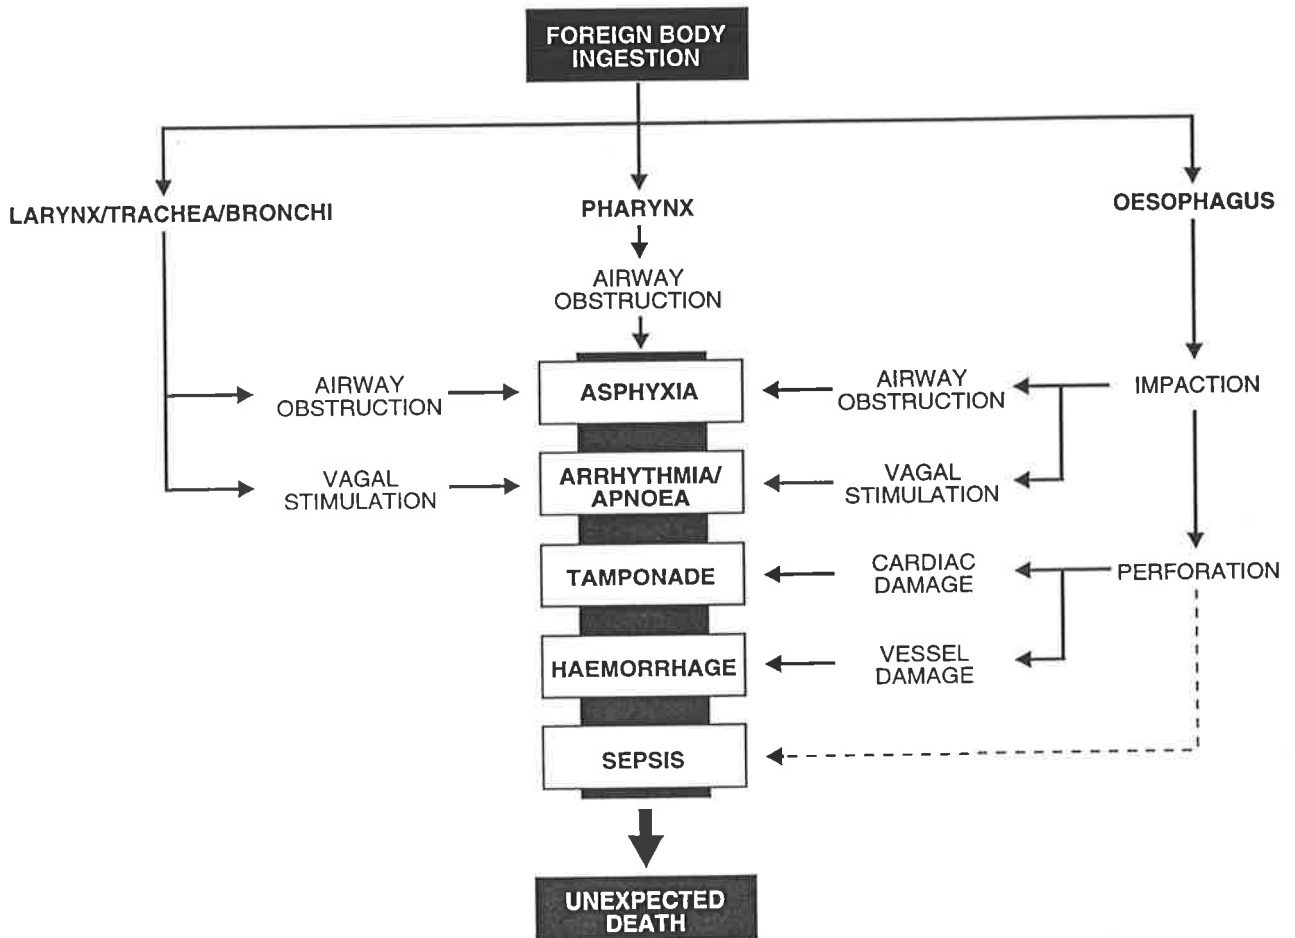 FOREIGN BODY
INGESTION
LARYNX/TRACHEA/BRONCHI
PHARYNX
OESOPHAGUS
AIRWAY
OBSTRUCTION
AIRWAY
OBSTRUCTION
ASPHYXIA
AIRWAY
OBSTRUCTION
IMPACTION
VAGAL
STIMULATION
ARRHYTHMIA/
APNOEA
VAGAL
STIMULATION
TAMPONADE
CARDIAC
DAMAGE
PERFORATION
HAEMORRHAGE
VESSEL
DAMAGE
SEPSIS
UNEXPECTED
DEATH